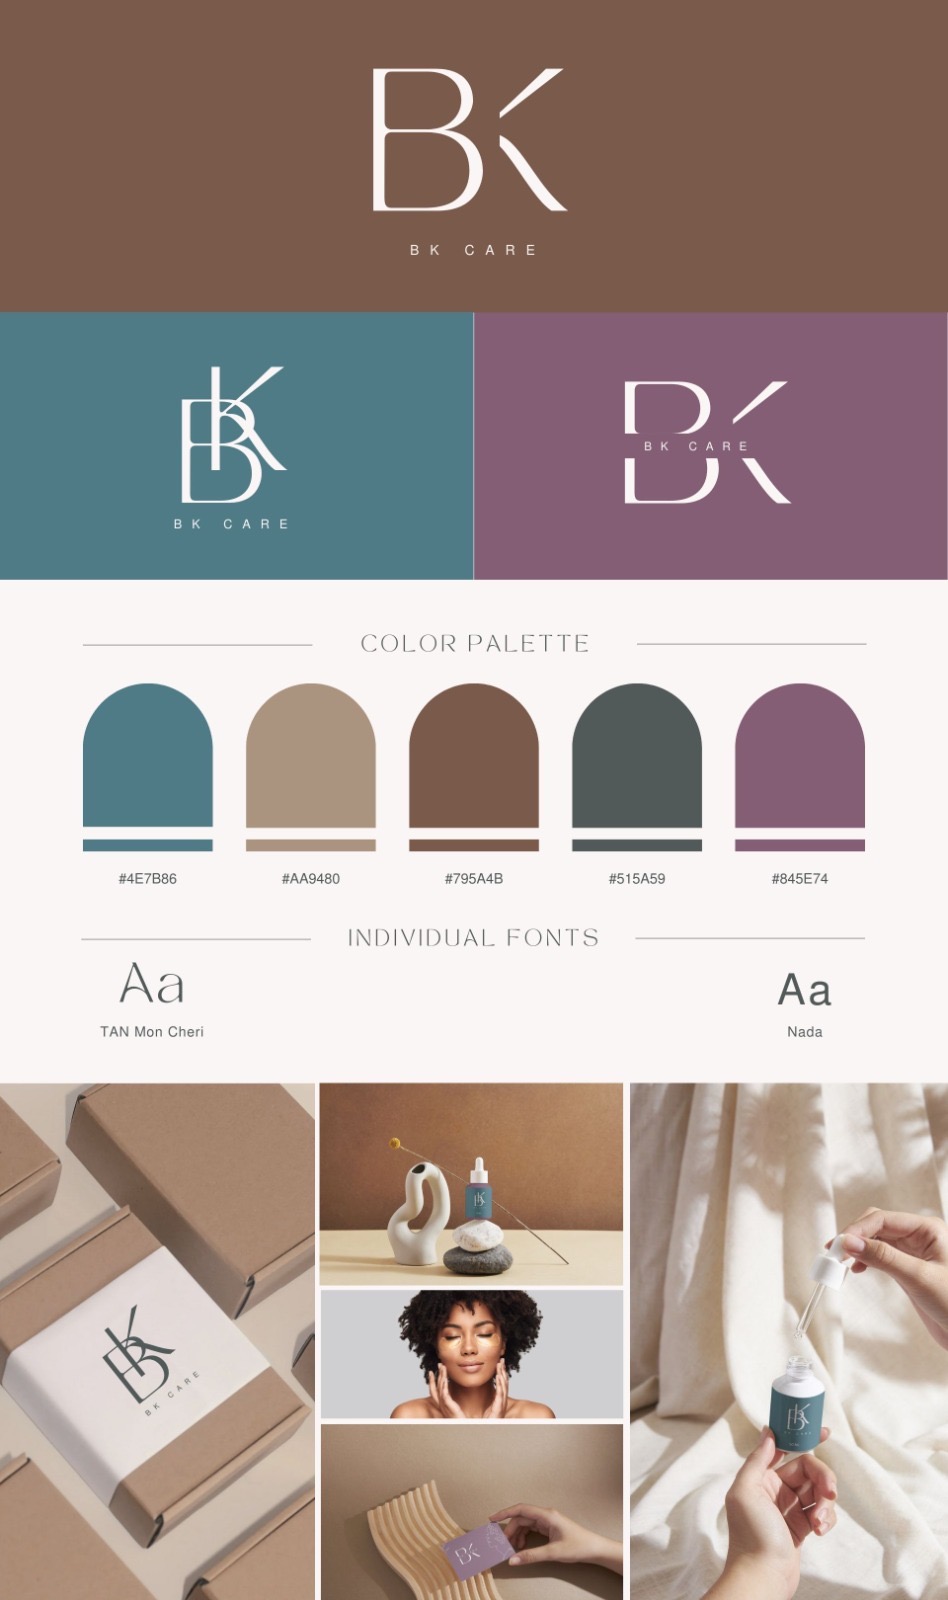 BK
BK CARE
BK
BK CARE
BK
BK CARE
COLOR PALETTE
#4E7B86
#AA9480
#795A4B
#515A59
#845E74
INDIVIDUAL FONTS
Aa
Aa
TAN Mon Cheri
Nada
BK
BK
BK CARE
BK
BK